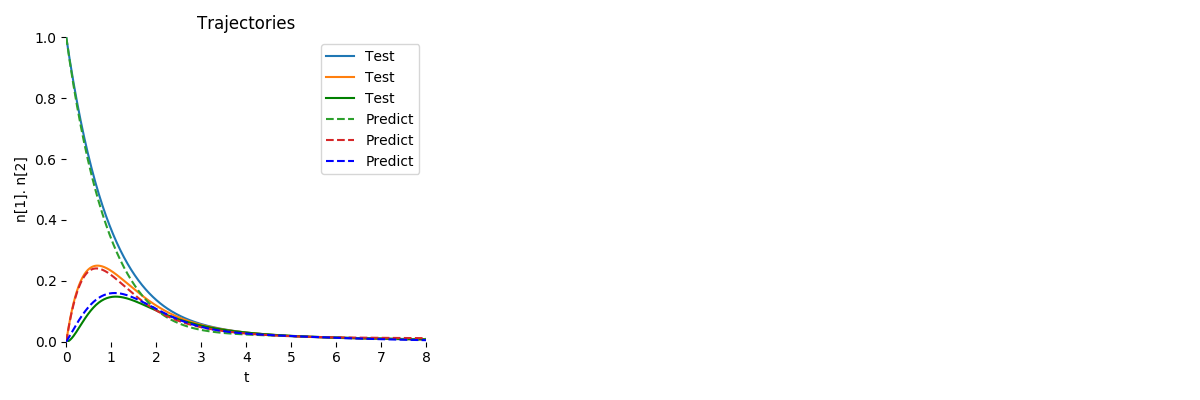 Trajectories
1.0
0.8
0.6
0.4
0.2
0.0
n[1]. n[2]
Test
Test
Test
Predict
Predict
Predict
0 1 2 3 4 5 6 7 8
t